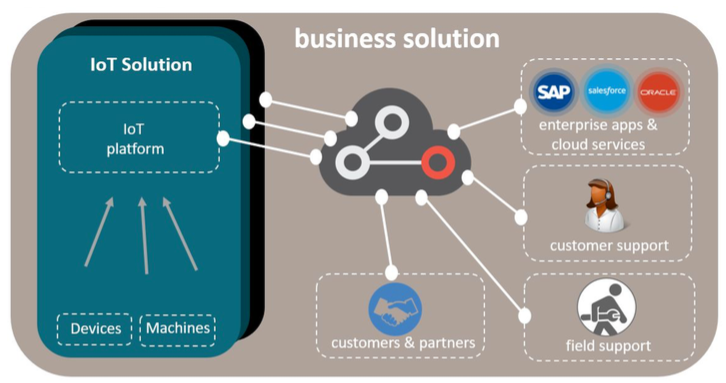 business solution
IoT Solution
IoT
platform
Devices
Machines
SAP
salesforce
ORACLE
enterprise apps &
cloud services
customer support
customers & partners
field support